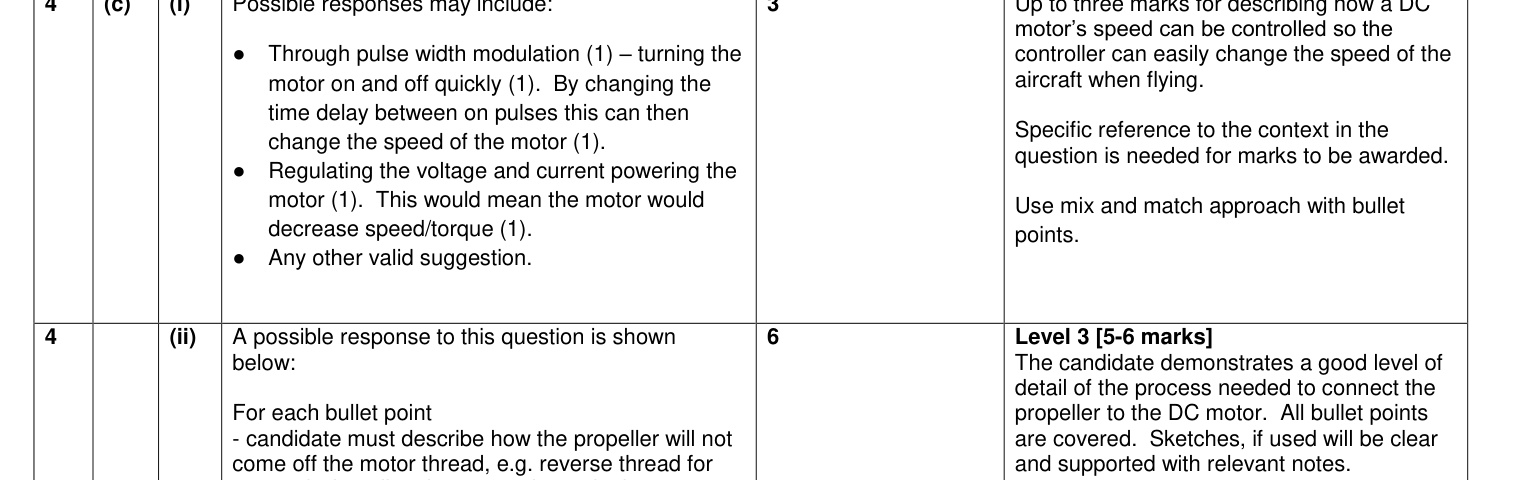 4 (c) (i) Possible responses may include: 3 Up to three marks for describing how a DC
motor’s speed can be controlled so the
controller can easily change the speed of the
aircraft when flying.
Specific reference to the context in the
question is needed for marks to be awarded.
Use mix and match approach with bullet
points.
● Through pulse width modulation (1) – turning the
motor on and off quickly (1). By changing the
time delay between on pulses this can then
change the speed of the motor (1).
● Regulating the voltage and current powering the
motor (1). This would mean the motor would
decrease speed/torque (1).
● Any other valid suggestion.
4 (ii) A possible response to this question is shown
below:
For each bullet point
- candidate must describe how the propeller will not
come off the motor thread, e.g. reverse thread for
6
Level 3 [5-6 marks]
The candidate demonstrates a good level of
detail of the process needed to connect the
propeller to the DC motor. All bullet points
are covered. Sketches, if used will be clear
and supported with relevant notes.